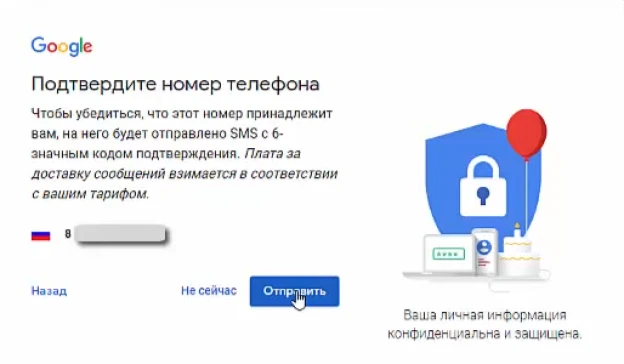 Google
Подтвердите номер телефона
Чтобы убедиться, что этот номер принадлежит
вам, на него будет отправлено SMS с 6-
значным кодом подтверждения. Плата за
доставку сообщений взимается в соответствии
с вашим тарифом.
8
Назад
Не сейчас
Отправить
Ваша личная информация
конфиденциальна и защищена.